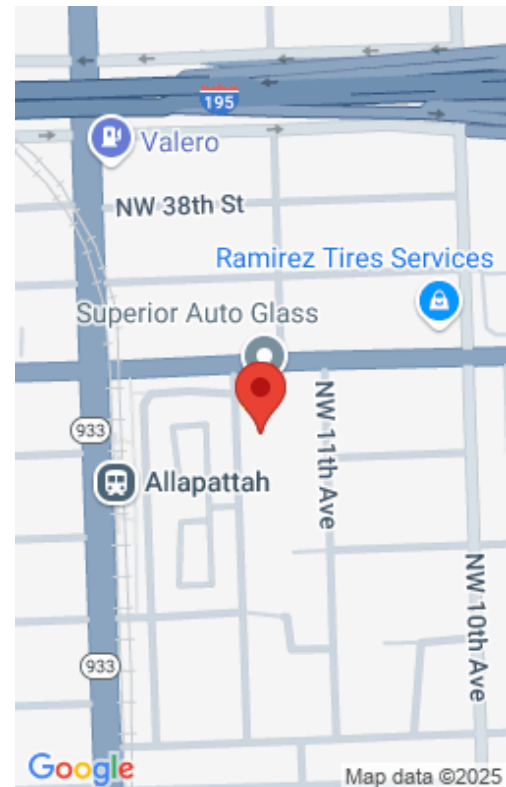 195
Valero
NW 38th St
Ramirez Tires Services
Superior Auto Glass
NW 11th Ave
933
Allapattah
NW 10th Ave
933
Google
Map data ©2025